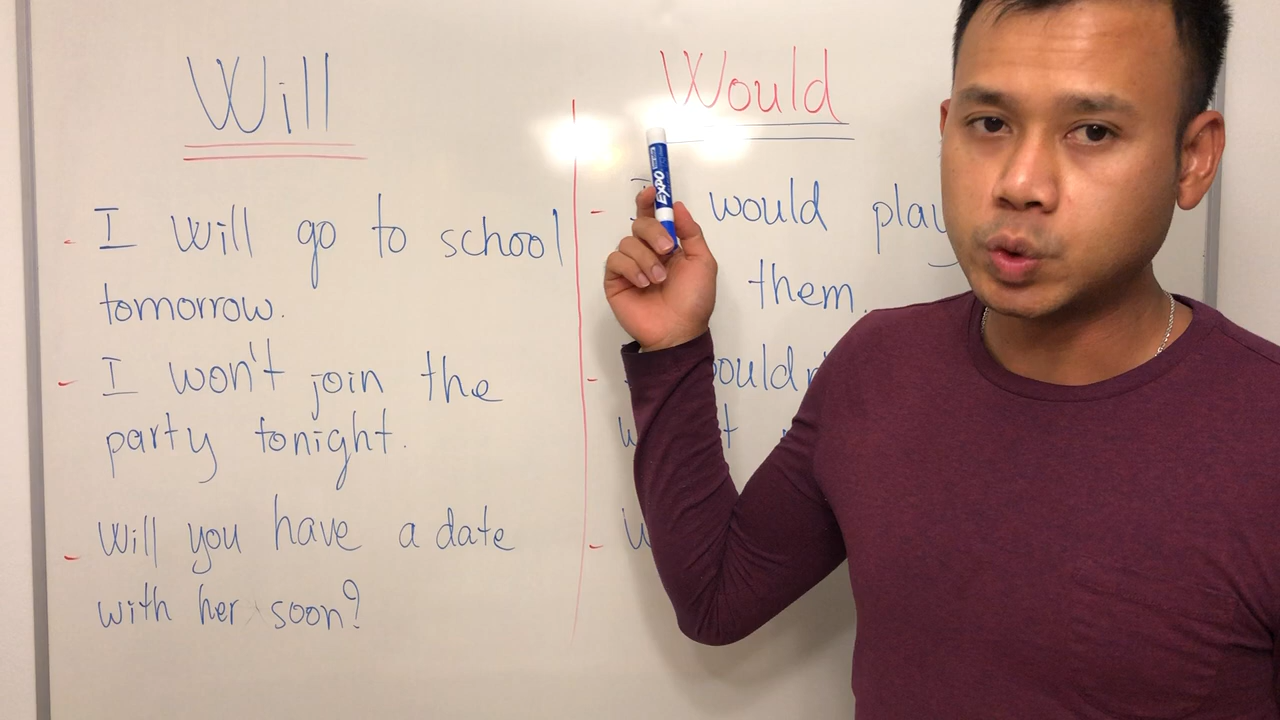 Will
- I will go to school
tomorrow.
- I won't join the
party tonight.
- Will you have a date
with her soon?
Would
- would play
them.
-
-
EXPO